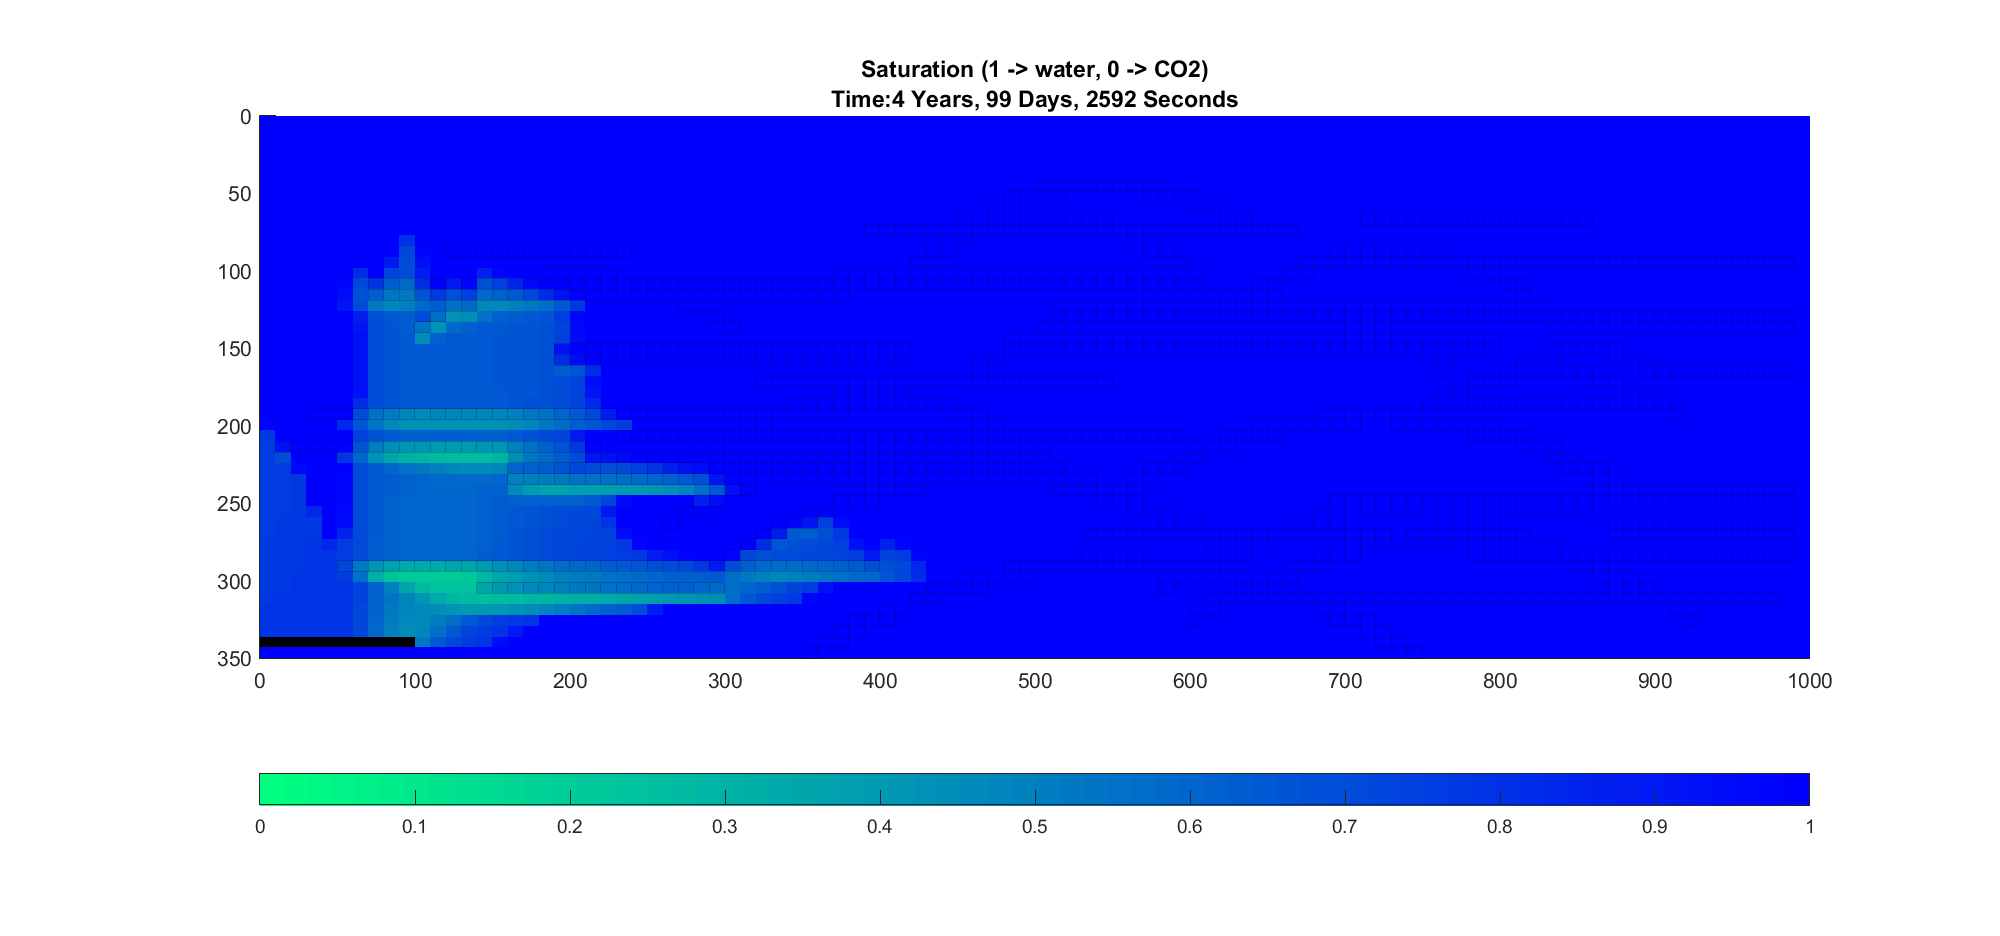 Saturation (1 -> water, 0 -> CO2)
Time:4 Years, 99 Days, 2592 Seconds
0
50
100
150
200
250
300
350
0 100 200 300 400 500 600 700 800 900 1000
0 0.1 0.2 0.3 0.4 0.5 0.6 0.7 0.8 0.9 1